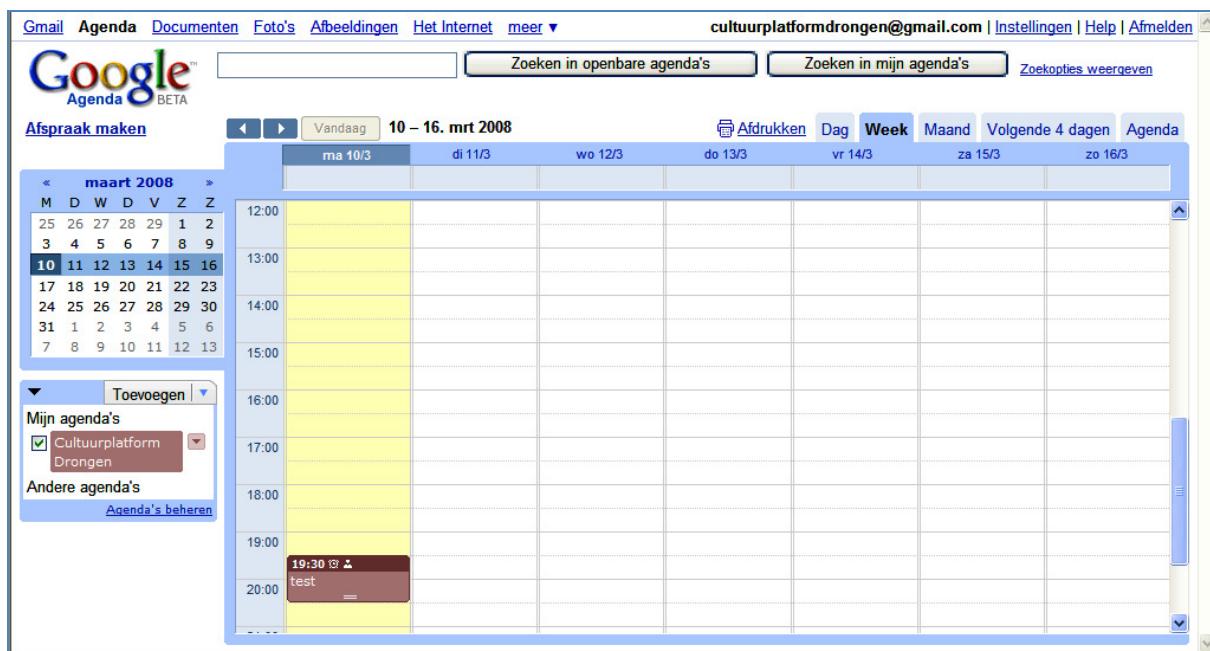 Gmail Agenda Documenten Foto's Afbeeldingen Het Internet meer ▼ cultuurplatformdrongen@gmail.com | Instellingen | Help | Afmelden
Google™ Agenda BETA
Zoeken in openbare agenda's Zoeken in mijn agenda's Zoekopties weergeven
Afspraak maken
Vandaag 10 – 16. mrt 2008 Afdrukken Dag Week Maand Volgende 4 dagen Agenda
ma 10/3 di 11/3 wo 12/3 do 13/3 vr 14/3 za 15/3 zo 16/3
« maart 2008 »
M D W D V Z Z
25 26 27 28 29 1 2
3 4 5 6 7 8 9
10 11 12 13 14 15 16
17 18 19 20 21 22 23
24 25 26 27 28 29 30
31 1 2 3 4 5 6
7 8 9 10 11 12 13
Toevoegen
Mijn agenda's
Cultuurplatform
Drongen
Andere agenda's
Agenda's beheren
12:00
13:00
14:00
15:00
16:00
17:00
18:00
19:00
19:30
test
20:00